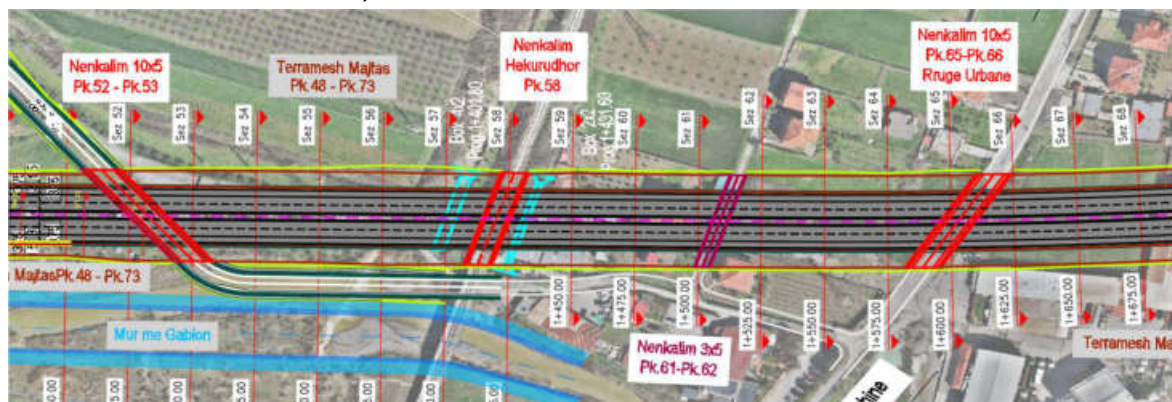 Nenkalim 10x5
Pk.52 - Pk.53
Terramesh Majtas
Pk.48 - Pk.73
Nenkalim
Hekurudhor
Pk.58
Nenkalim 10x5
Pk.65-Pk.66
Rruge Urbane
Sez 52
Sez 53
Sez 54
Sez 55
Sez 56
Sez 57
Sez 58
Sez 59
Box 2x2
Sez 60
Sez 61
Sez 62
Sez 63
Sez 64
Sez 65
Sez 66
Sez 67
Sez 68
MajtasPk.48 - Pk.73
Mur me Gabion
1+450.00
1+475.00
1+500.00
1+525.00
1+550.00
1+575.00
1+600.00
1+625.00
1+650.00
1+675.00
Nenkalim 3x5
Pk.61-Pk.62
Terramesh Ma
hine